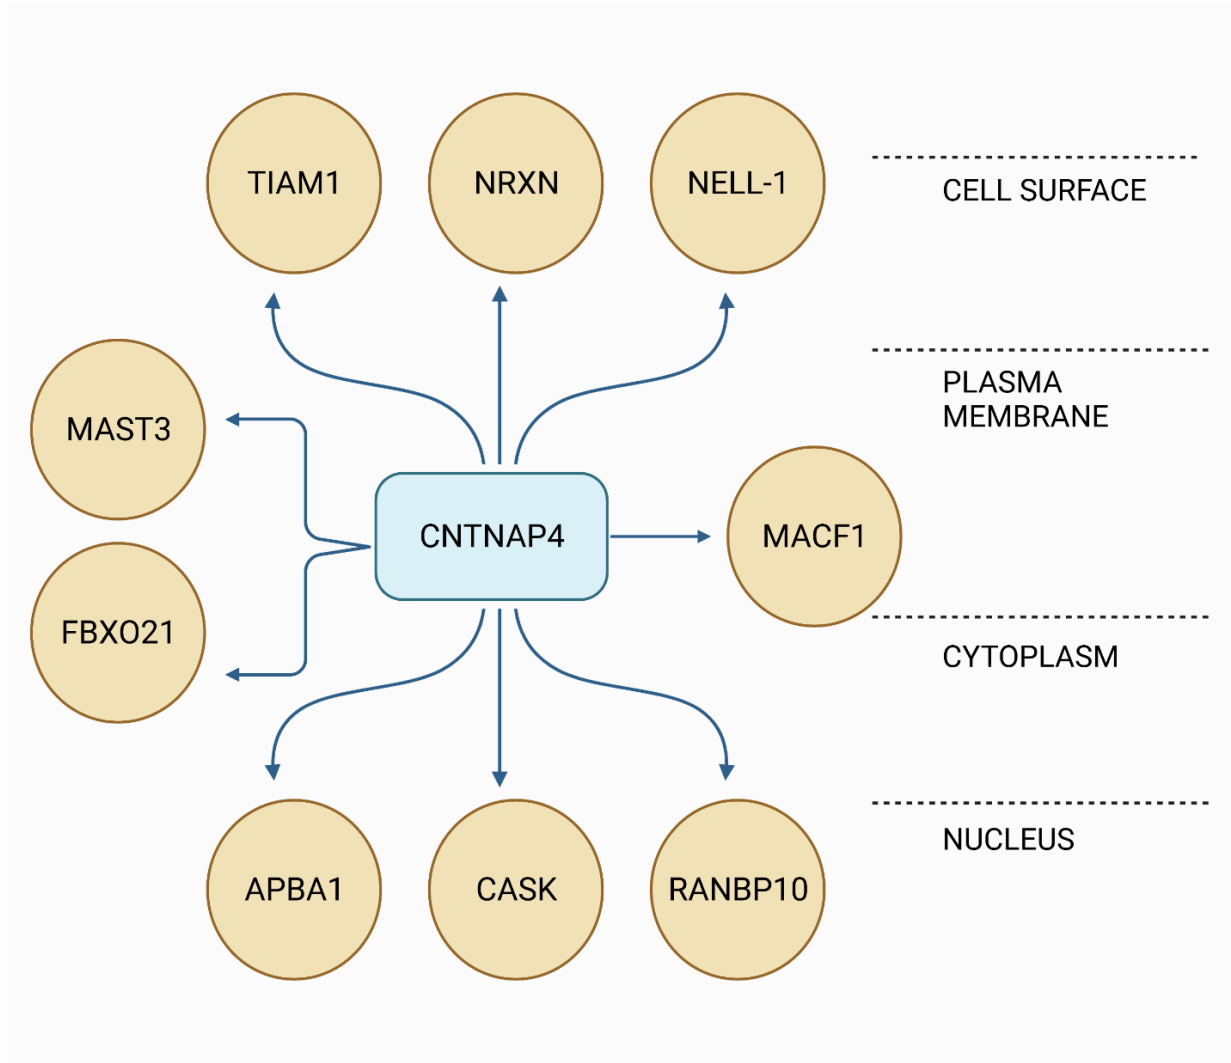 TIAM1
NRXN
NELL-1
CELL SURFACE
MAST3
PLASMA
MEMBRANE
CNTNAP4
MACF1
FBXO21
CYTOPLASM
NUCLEUS
APBA1
CASK
RANBP10